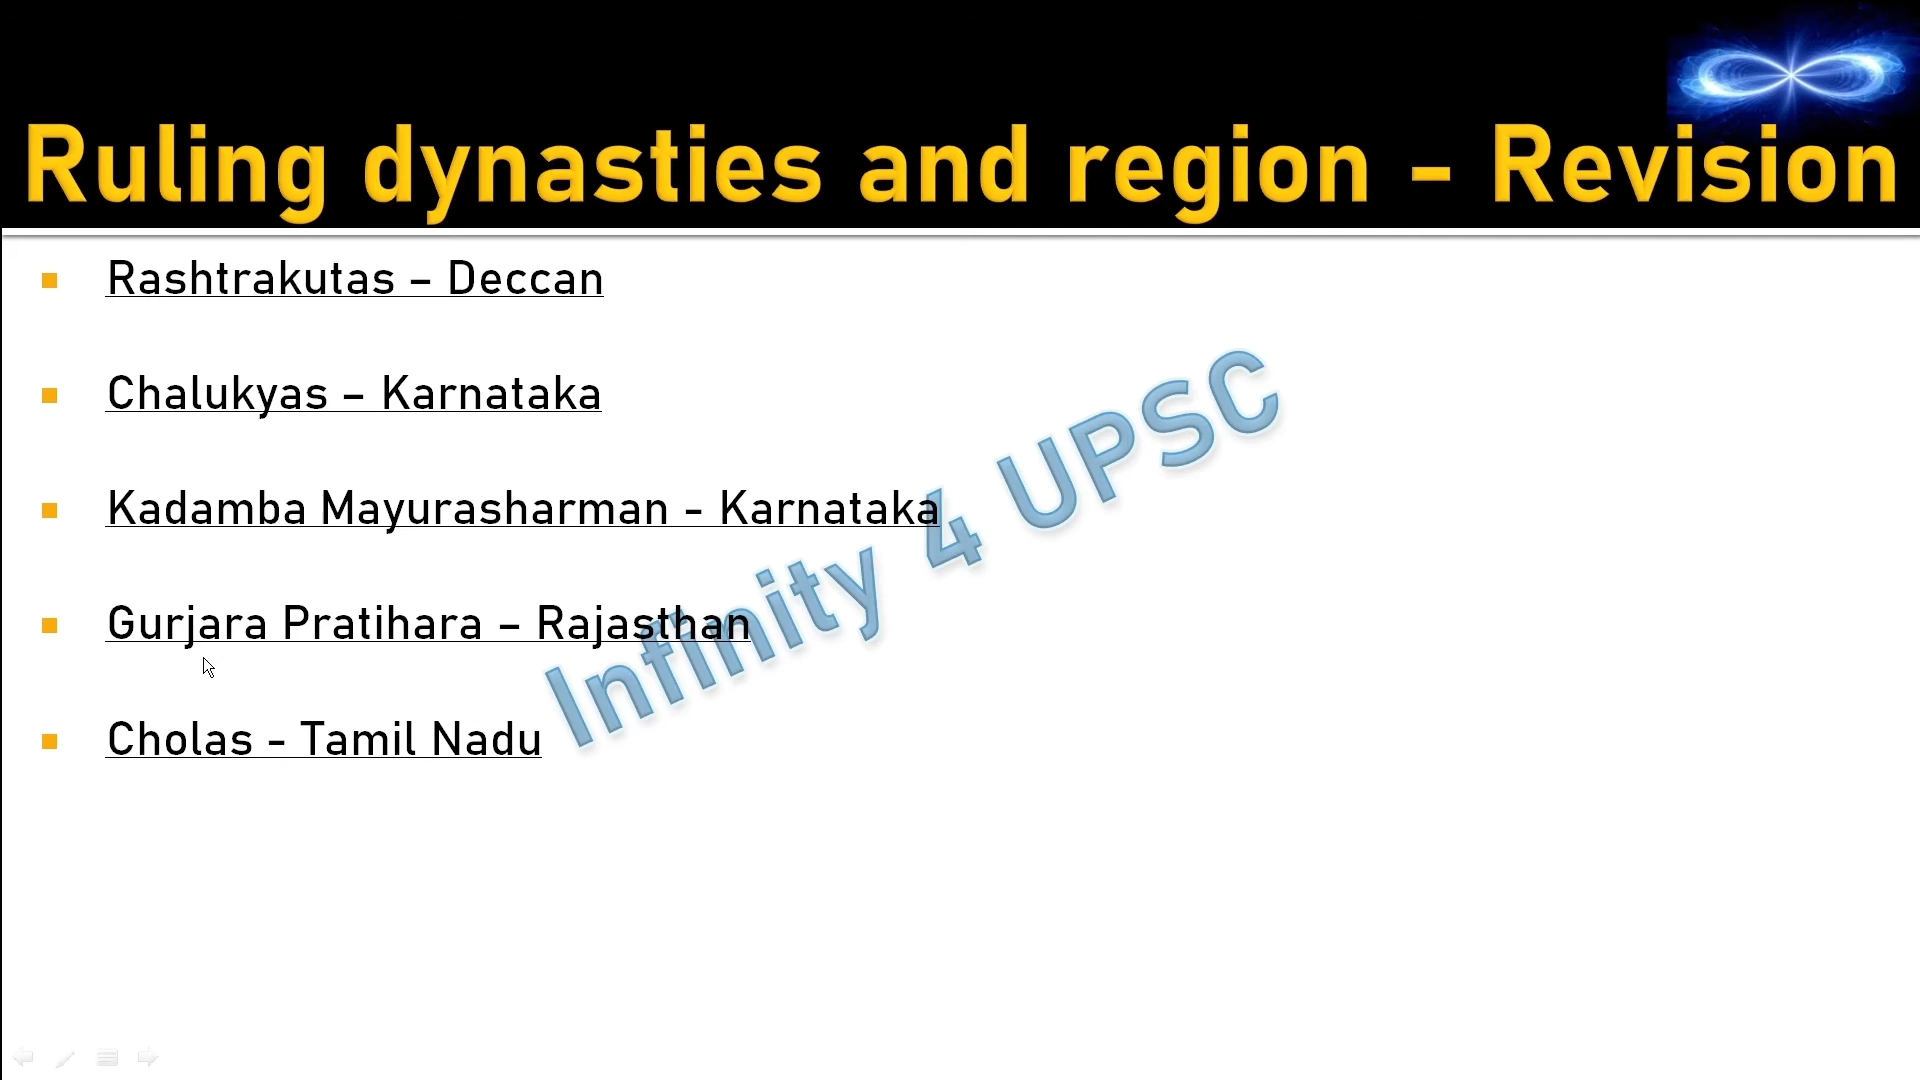 Ruling dynasties and region - Revision
Rashtrakutas – Deccan
Chalukyas – Karnataka
Kadamba Mayurasharman - Karnataka
Gurjara Pratihara – Rajasthan
Cholas - Tamil Nadu
Infinity 4 UPSC